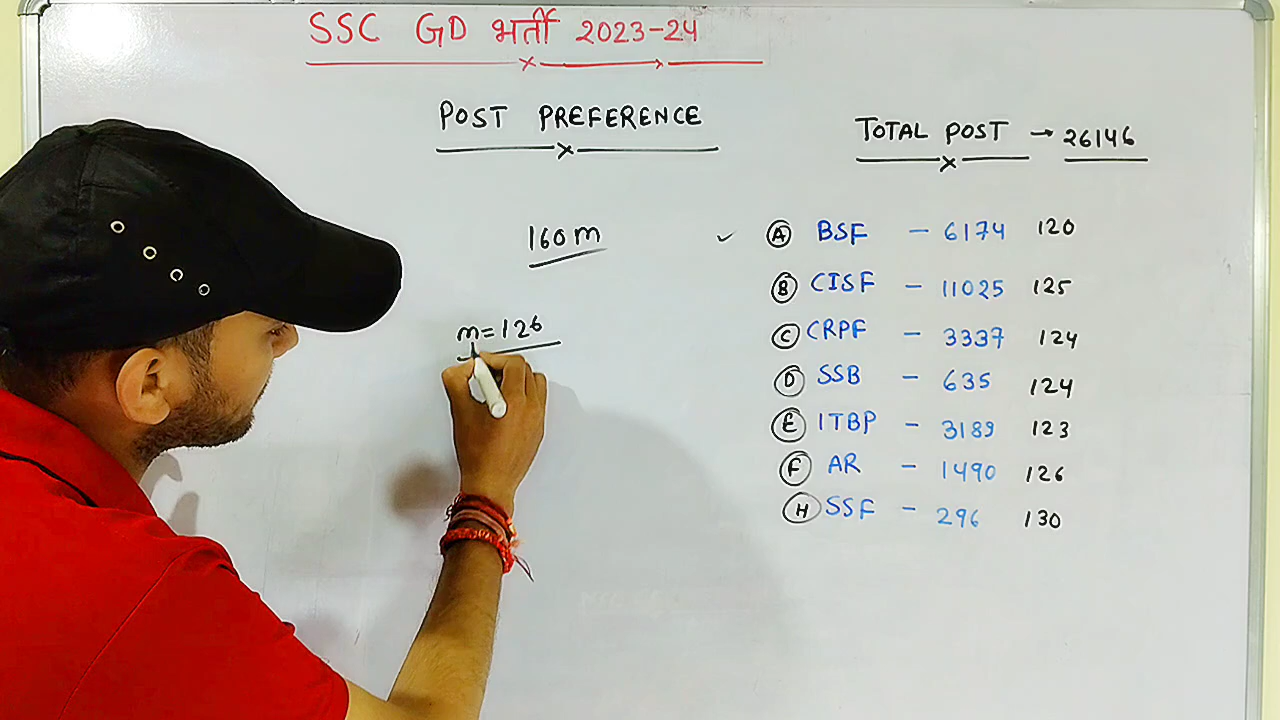 SSC GD भर्ती 2023-24
POST PREFERENCE
TOTAL POST → 26146
160m
m=126
✓ Ⓐ BSF - 6174 120
Ⓑ CISF - 11025 125
Ⓒ CRPF - 3337 124
Ⓓ SSB - 635 124
Ⓔ ITBP - 3189 123
Ⓕ AR - 1490 126
Ⓗ SSF - 296 130